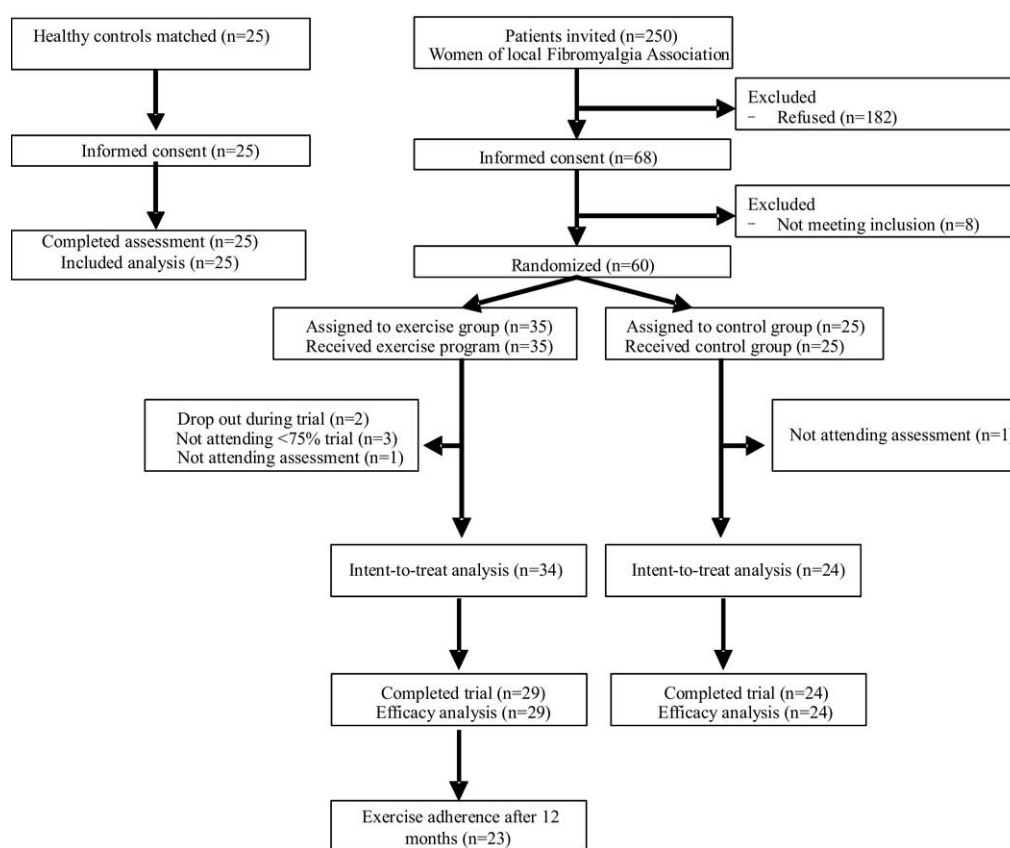 Healthy controls matched (n=25)
Informed consent (n=25)
Completed assessment (n=25)
Included analysis (n=25)
Patients invited (n=250)
Women of local Fibromyalgia Association
Excluded
- Refused (n=182)
Informed consent (n=68)
Excluded
- Not meeting inclusion (n=8)
Randomized (n=60)
Assigned to exercise group (n=35)
Received exercise program (n=35)
Assigned to control group (n=25)
Received control group (n=25)
Drop out during trial (n=2)
Not attending <75% trial (n=3)
Not attending assessment (n=1)
Not attending assessment (n=1)
Intent-to-treat analysis (n=34)
Intent-to-treat analysis (n=24)
Completed trial (n=29)
Efficacy analysis (n=29)
Completed trial (n=24)
Efficacy analysis (n=24)
Exercise adherence after 12
months (n=23)